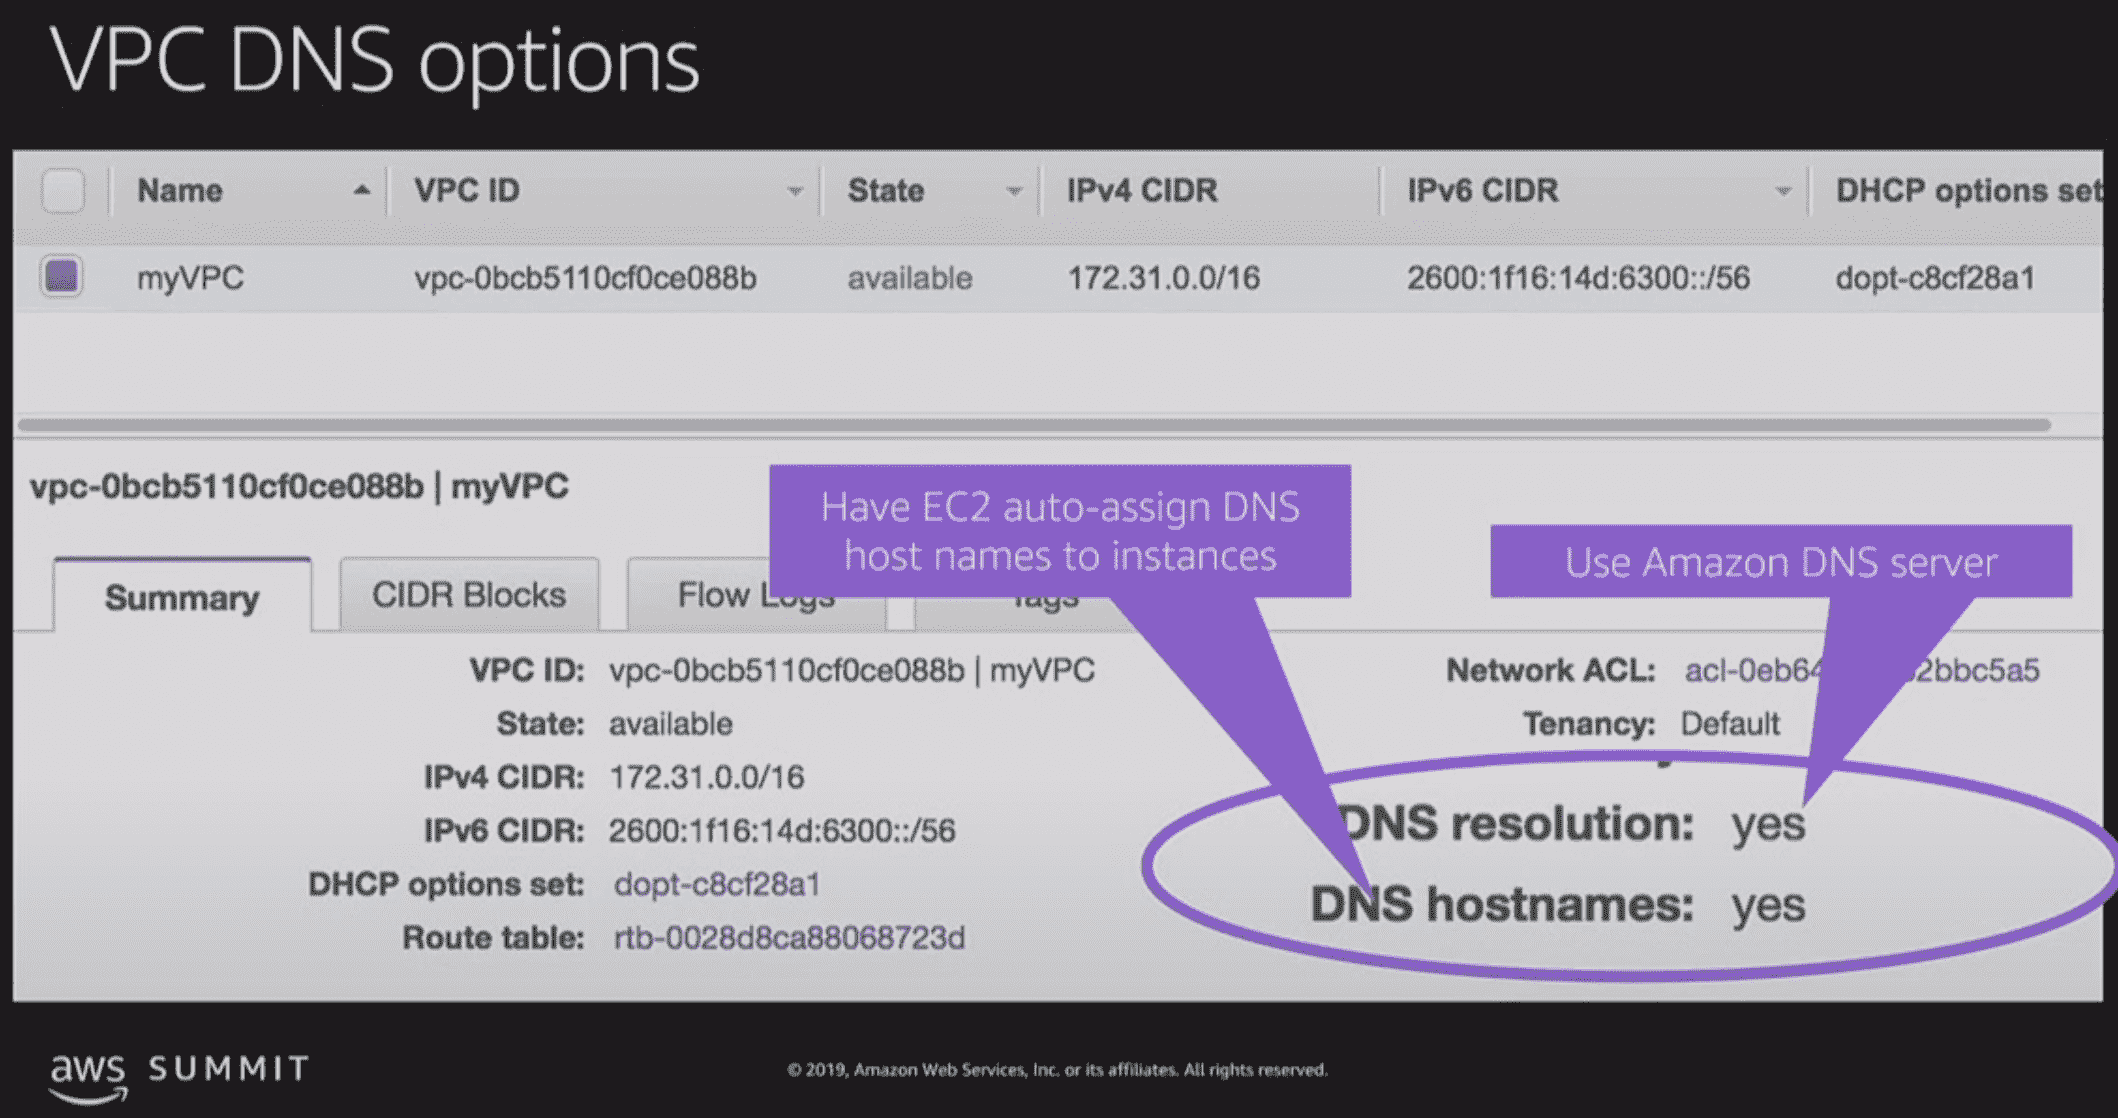 VPC DNS options
Name VPC ID State IPv4 CIDR IPv6 CIDR DHCP options set
myVPC vpc-0bcb5110cf0ce088b available 172.31.0.0/16 2600:1f16:14d:6300::/56 dopt-c8cf28a1
vpc-0bcb5110cf0ce088b | myVPC
Have EC2 auto-assign DNS
host names to instances
Use Amazon DNS server
Summary CIDR Blocks Flow Logs Tags
VPC ID: vpc-0bcb5110cf0ce088b | myVPC
State: available
IPv4 CIDR: 172.31.0.0/16
IPv6 CIDR: 2600:1f16:14d:6300::/56
DHCP options set: dopt-c8cf28a1
Route table: rtb-0028d8ca88068723d
Network ACL:
Tenancy: Default
DNS resolution: yes
DNS hostnames: yes
aws SUMMIT
© 2019, Amazon Web Services, Inc. or its affiliates. All rights reserved.